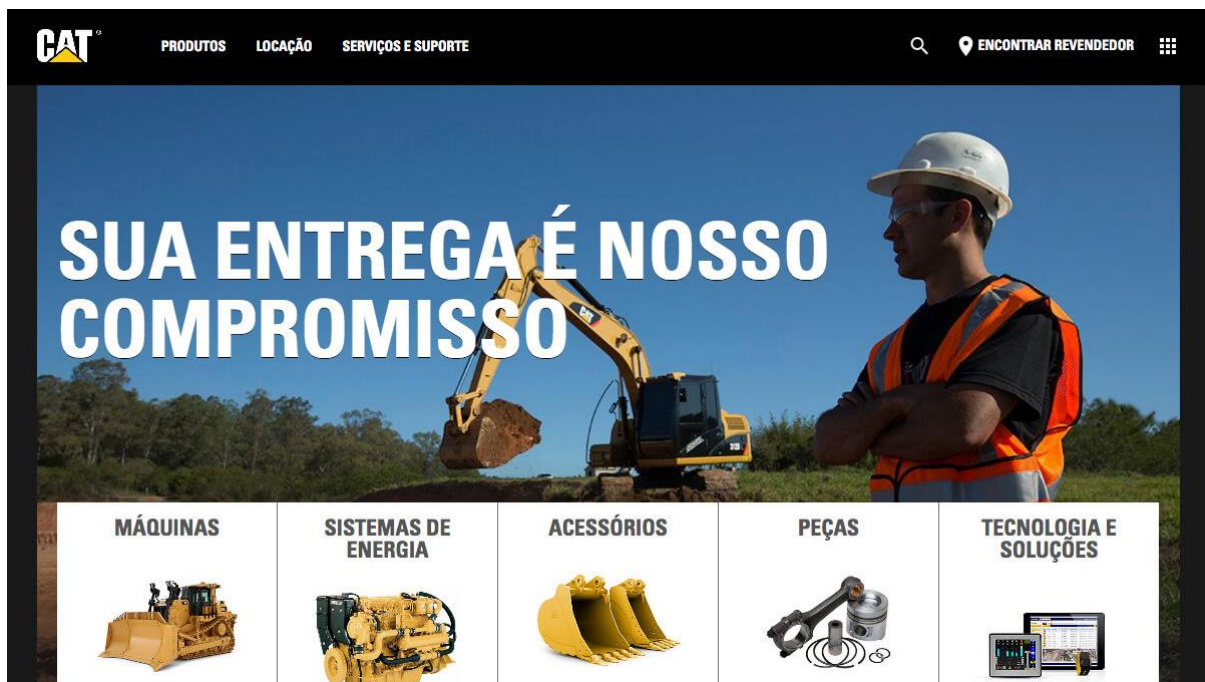 CAT®
PRODUTOS
LOCAÇÃO
SERVIÇOS E SUPORTE
ENCONTRAR REVENDEDOR
SUA ENTREGA É NOSSO
COMPROMISSO
CAT
MÁQUINAS
SISTEMAS DE
ENERGIA
ACESSÓRIOS
PEÇAS
TECNOLOGIA E
SOLUÇÕES